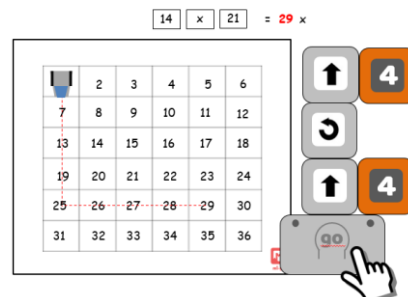 14 x 21 = 29 x
4
2 3 4 5 6
7 8 9 10 11 12
13 14 15 16 17 18
19 20 21 22 23 24
25 26 27 28 29 30
31 32 33 34 35 36
4
go